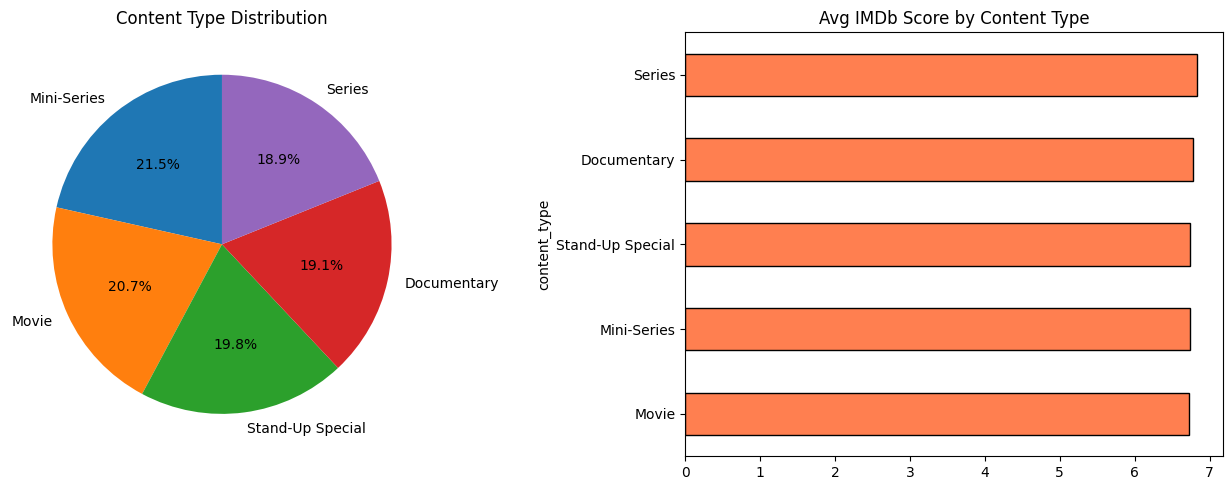 Content Type Distribution
Mini-Series
Series
21.5%
18.9%
20.7%
19.1%
19.8%
Movie
Documentary
Stand-Up Special
Avg IMDb Score by Content Type
content_type
Series
Documentary
Stand-Up Special
Mini-Series
Movie
0 1 2 3 4 5 6 7